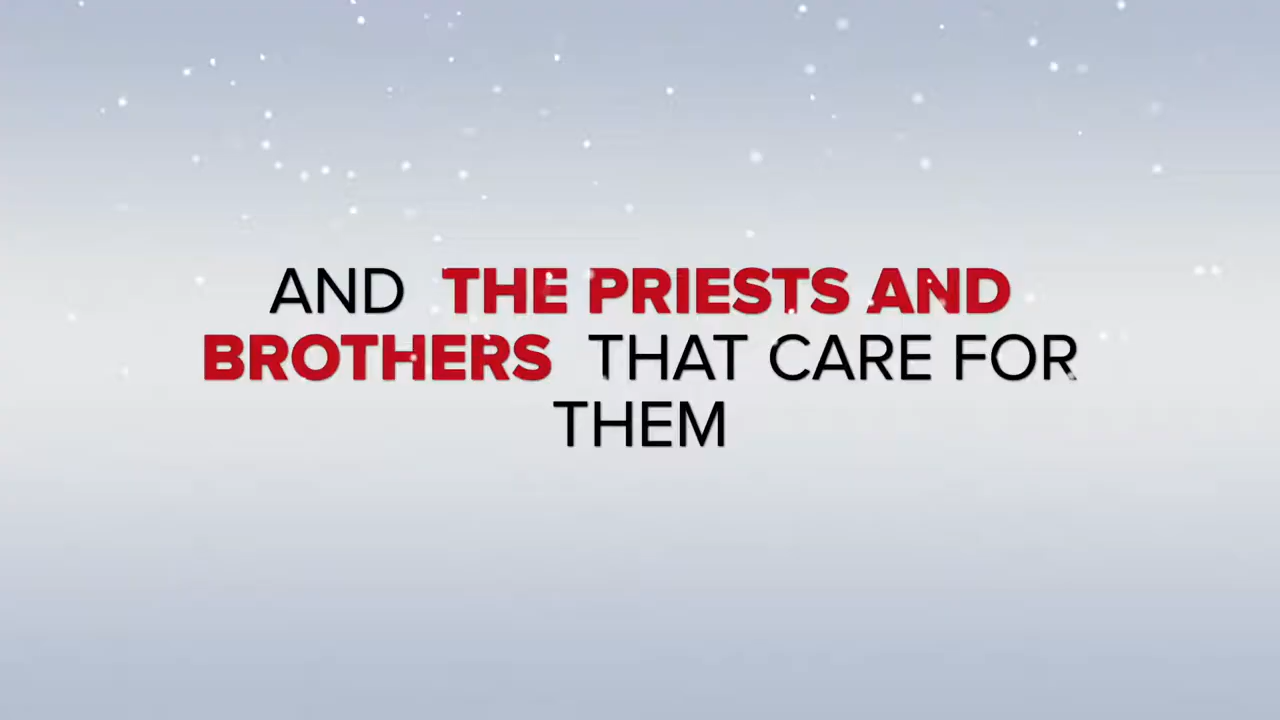 AND THE PRIESTS AND
BROTHERS THAT CARE FOR
THEM